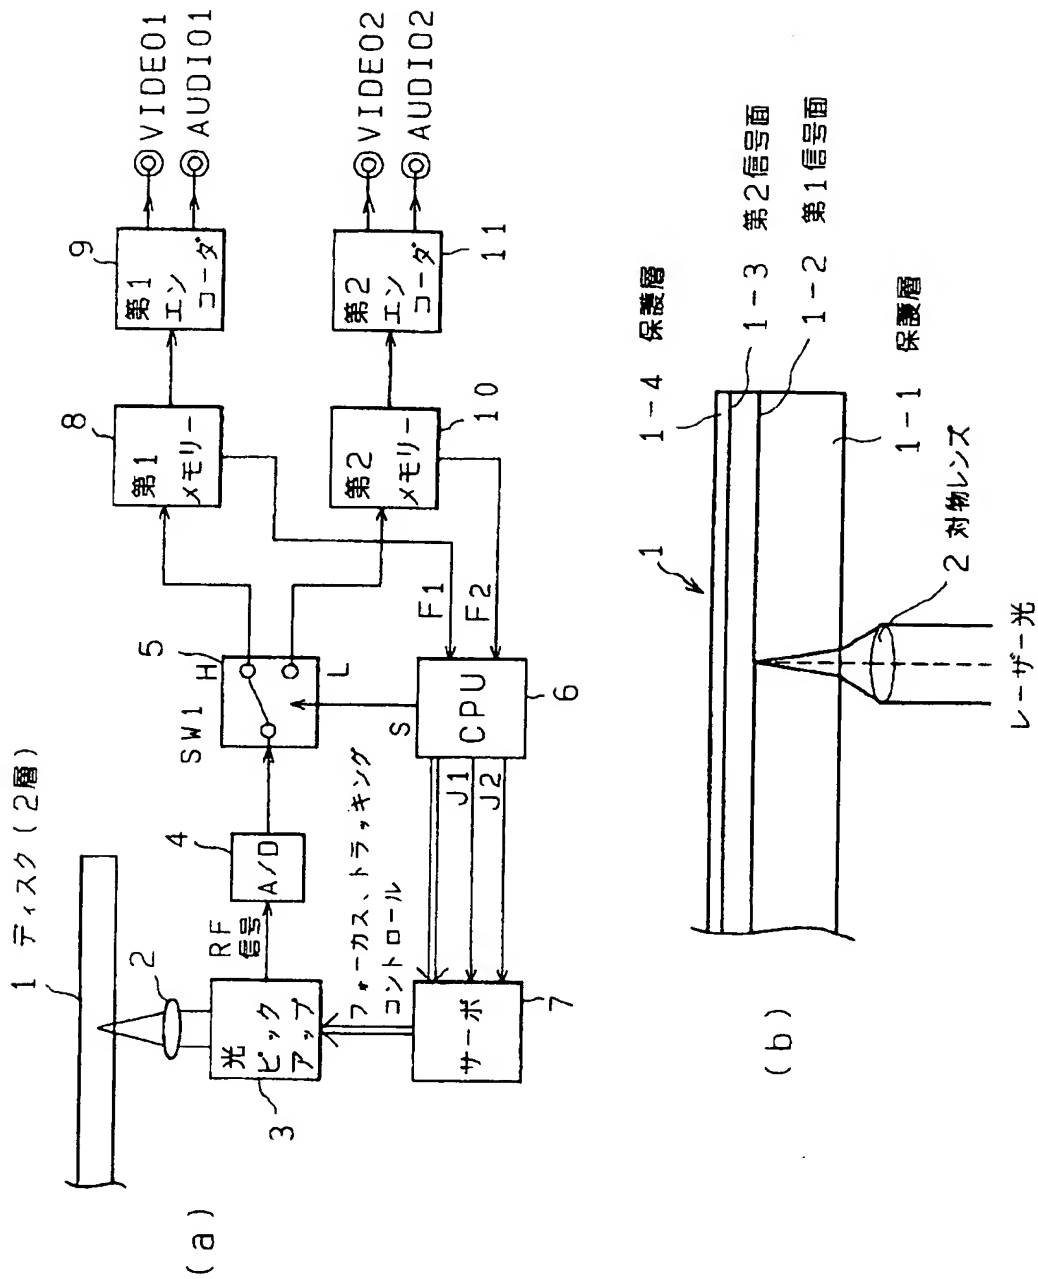 (a)
1 ディスク(2層)
2
光
ピック
アップ
3
RF
信号
A/D
4
SW1
5
H
L
S
第1
メモリー
8
第1
エン
コーダ
9
VIDEO1
AUDIO1
第2
メモリー
10
第2
エン
コーダ
11
VIDEO2
AUDIO2
F1
F2
CPU
6
J1
J2
フォーカス、トラッキング
コントロール
サーボ
7
(b)
1
1-4 保護層
1-3 第2信号面
1-2 第1信号面
1-1 保護層
2 対物レンズ
レーザー光